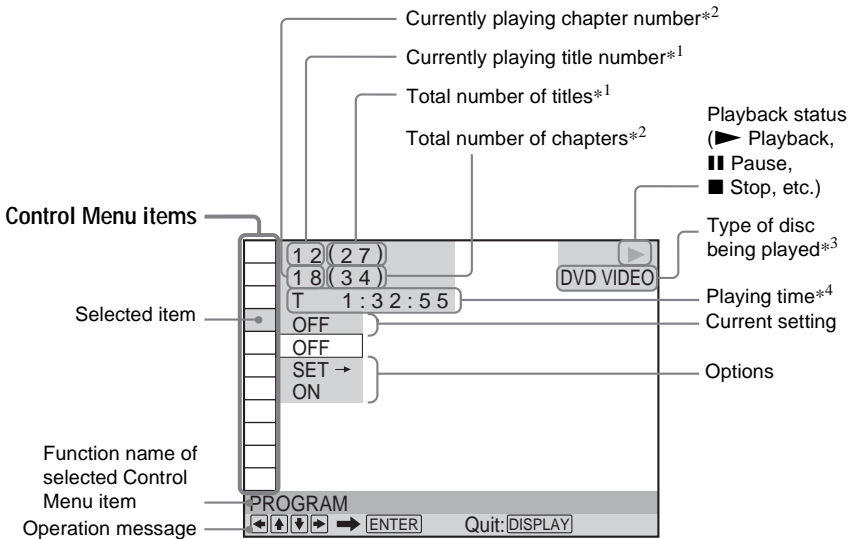 Currently playing chapter number*2
Currently playing title number*1
Total number of titles*1
Total number of chapters*2
Playback status
(► Playback,
❚❚ Pause,
■ Stop, etc.)
Control Menu items
Type of disc
being played*3
12(27)
18(34)
DVD VIDEO
T 1:32:55
Playing time*4
Selected item
OFF
Current setting
OFF
SET →
ON
Options
Function name of
selected Control
Menu item
PROGRAM
Operation message
← ↑ ↓ → ➡ ENTER Quit: DISPLAY